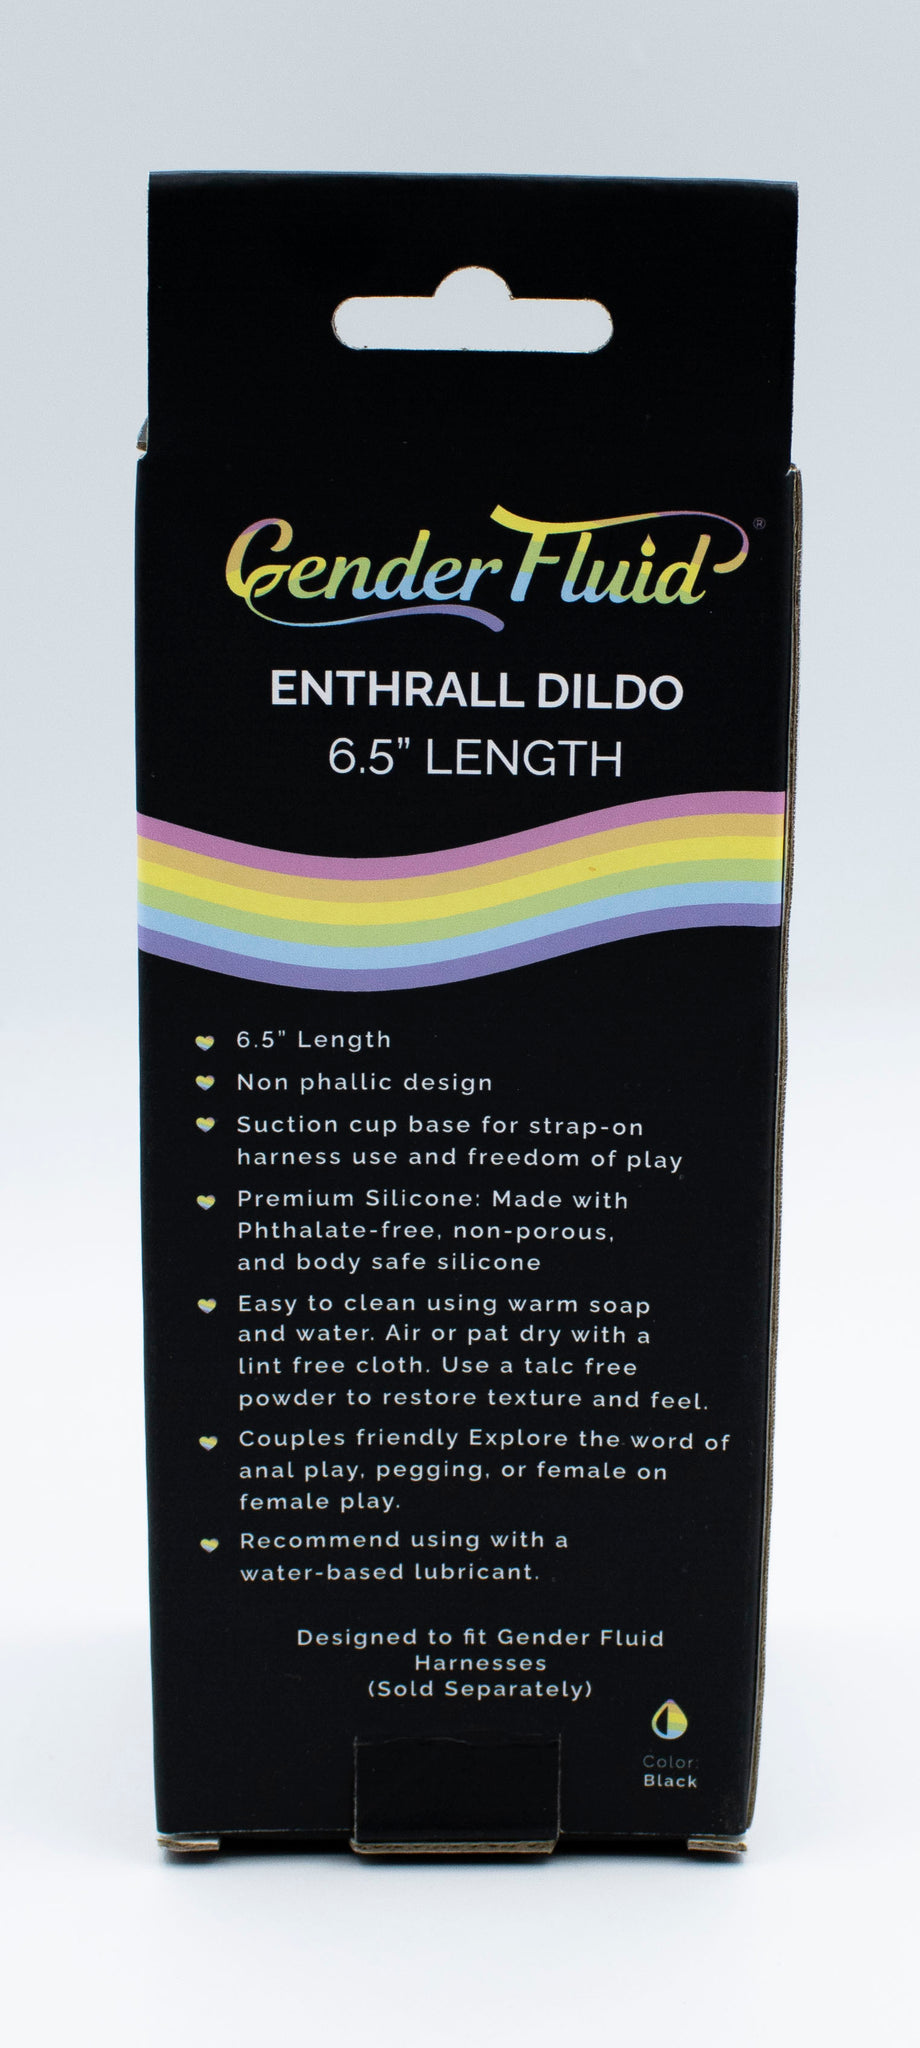 Gender Fluid®
ENTHRALL DILDO
6.5” LENGTH
6.5” Length
Non phallic design
Suction cup base for strap-on
harness use and freedom of play
Premium Silicone: Made with
Phthalate-free, non-porous,
and body safe silicone
Easy to clean using warm soap
and water. Air or pat dry with a
lint free cloth. Use a talc free
powder to restore texture and feel.
Couples friendly Explore the word of
anal play, pegging, or female on
female play.
Recommend using with a
water-based lubricant.
Designed to fit Gender Fluid
Harnesses
(Sold Separately)
Color:
Black